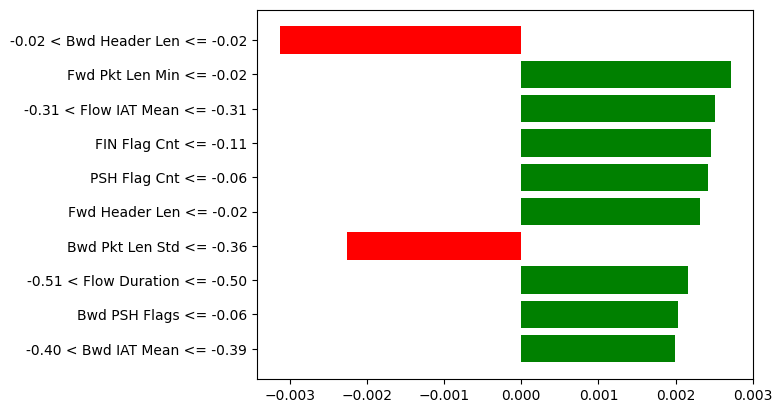 -0.02 < Bwd Header Len <= -0.02
Fwd Pkt Len Min <= -0.02
-0.31 < Flow IAT Mean <= -0.31
FIN Flag Cnt <= -0.11
PSH Flag Cnt <= -0.06
Fwd Header Len <= -0.02
Bwd Pkt Len Std <= -0.36
-0.51 < Flow Duration <= -0.50
Bwd PSH Flags <= -0.06
-0.40 < Bwd IAT Mean <= -0.39
−0.003 −0.002 −0.001 0.000 0.001 0.002 0.003